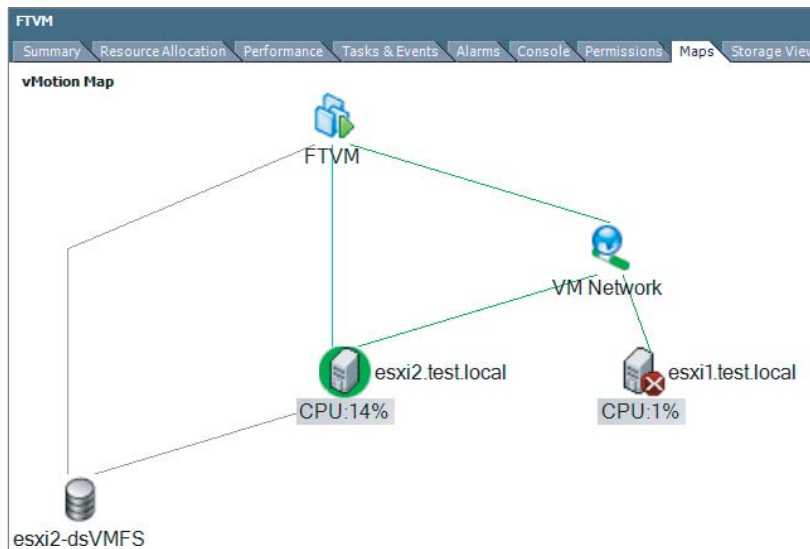 FTVM
Summary Resource Allocation Performance Tasks & Events Alarms Console Permissions Maps Storage View
vMotion Map
FTVM
VM Network
esxi2.test.local
CPU:14%
esxi1.test.local
CPU:1%
esxi2-dsVMFS